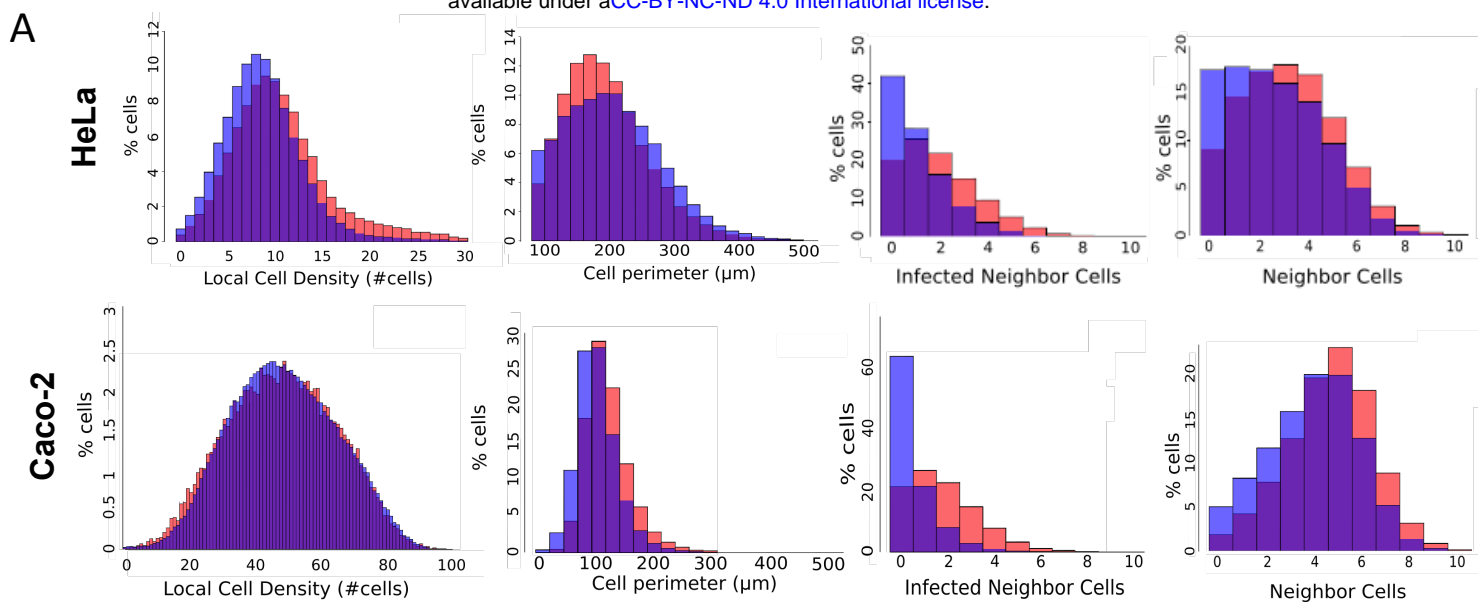 available under aCC-BY-NC-ND 4.0 International license.
A
HeLa
% cells
0 2 4 6 8 10 12
0 5 10 15 20 25 30
Local Cell Density (#cells)
% cells
0 2 4 6 8 10 12 14
100 200 300 400 500
Cell perimeter (µm)
% cells
0 10 20 30 40 50
0 2 4 6 8 10
Infected Neighbor Cells
% cells
0 5 10 15 20
0 2 4 6 8 10
Neighbor Cells
Caco-2
% cells
0 0.5 1 1.5 2 2.5 3
0 20 40 60 80 100
Local Cell Density (#cells)
% cells
0 5 10 15 20 25 30
0 100 200 300 400 500
Cell perimeter (µm)
% cells
0 20 40 60
0 2 4 6 8 10
Infected Neighbor Cells
% cells
0 5 10 15 20
0 2 4 6 8 10
Neighbor Cells